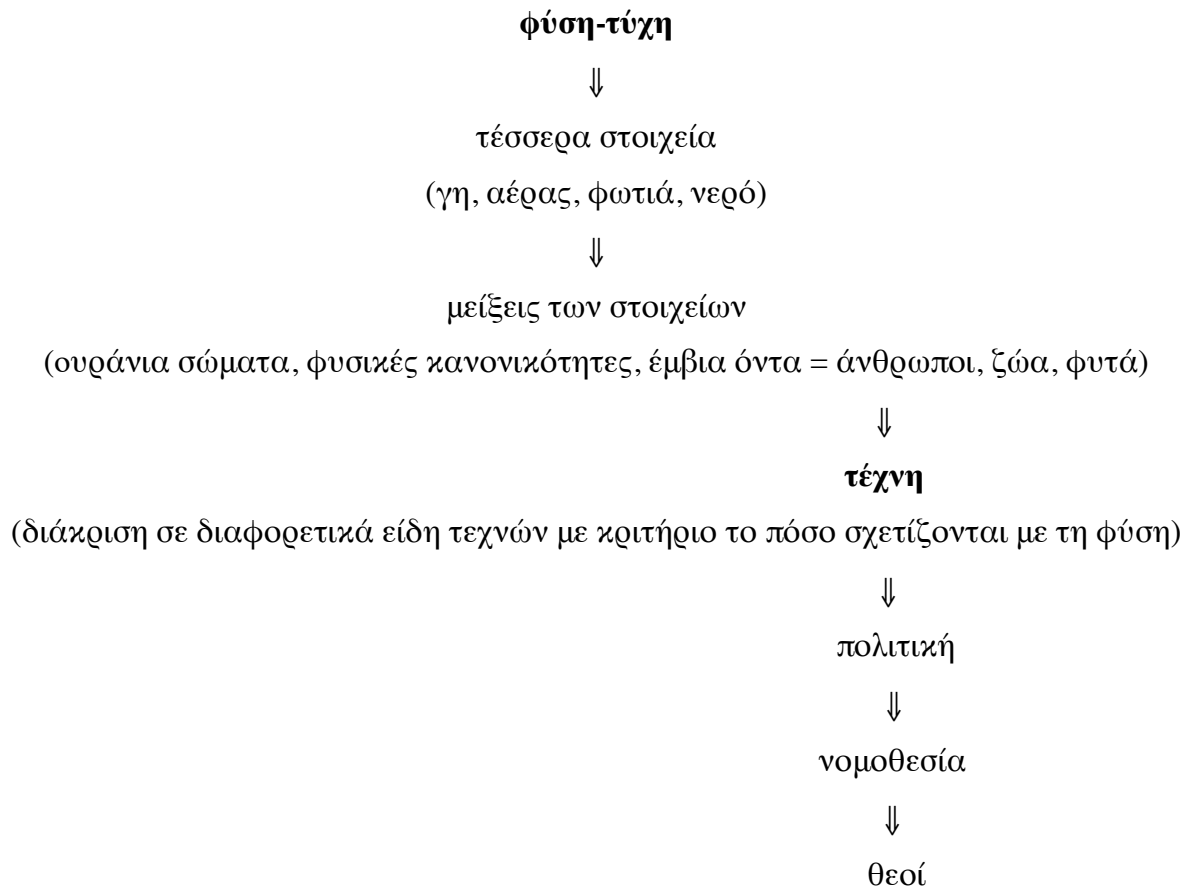 φύση-τύχη
⇓
τέσσερα στοιχεία
(γη, αέρας, φωτιά, νερό)
⇓
μείξεις των στοιχείων
(ουράνια σώματα, φυσικές κανονικότητες, έμβια όντα = άνθρωποι, ζώα, φυτά)
⇓
τέχνη
(διάκριση σε διαφορετικά είδη τεχνών με κριτήριο το πόσο σχετίζονται με τη φύση)
⇓
πολιτική
⇓
νομοθεσία
⇓
θεοί